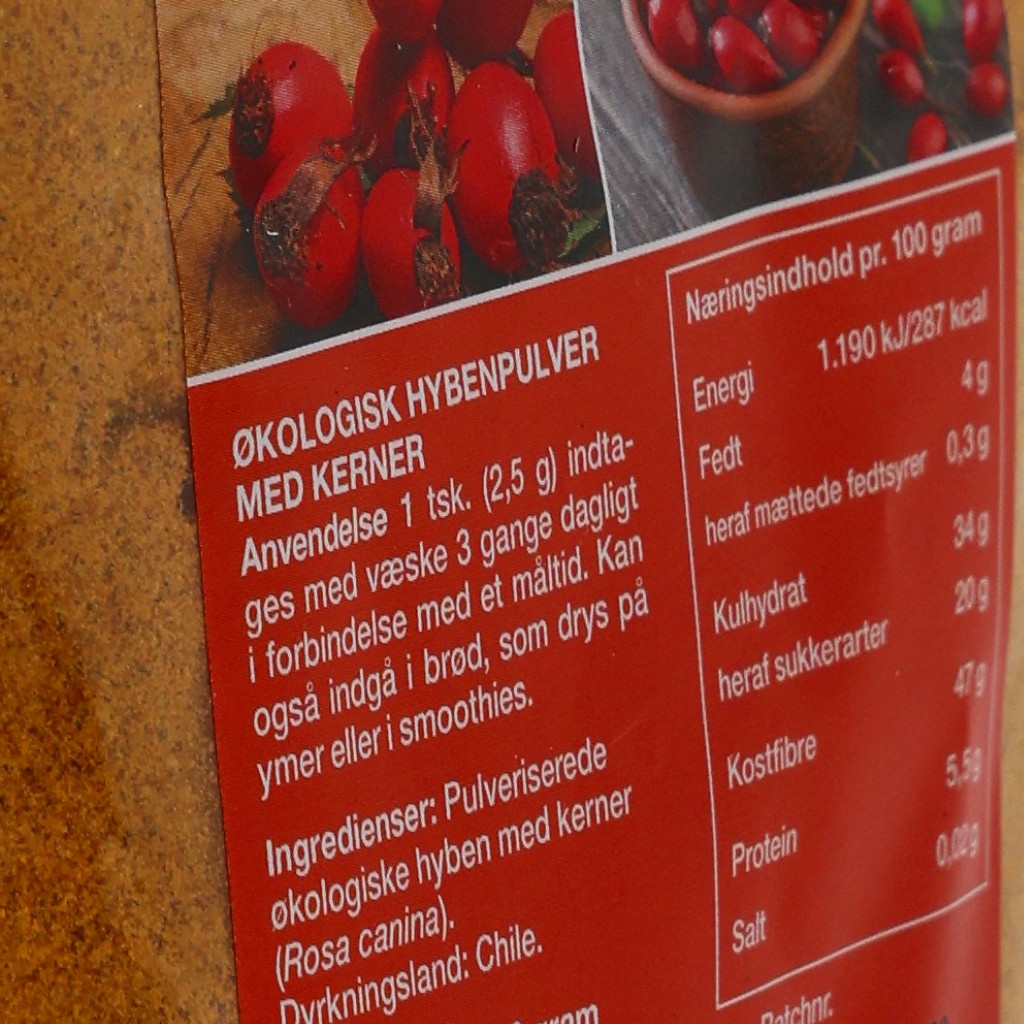 ØKOLOGISK HYBENPULVER
MED KERNER
Anvendelse 1 tsk. (2,5 g) indta-
ges med væske 3 gange dagligt
i forbindelse med et måltid. Kan
også indgå i brød, som drys på
ymer eller i smoothies.
Ingredienser: Pulveriserede
økologiske hyben med kerner
(Rosa canina).
Dyrkningsland: Chile.
Næringsindhold pr. 100 gram
Energi 1.190 kJ/287 kcal
Fedt 4 g
heraf mættede fedtsyrer 0,3 g
Kulhydrat 34 g
heraf sukkerarter 20 g
Kostfibre 47 g
Protein 5,5 g
Salt 0,02 g
Batchnr.